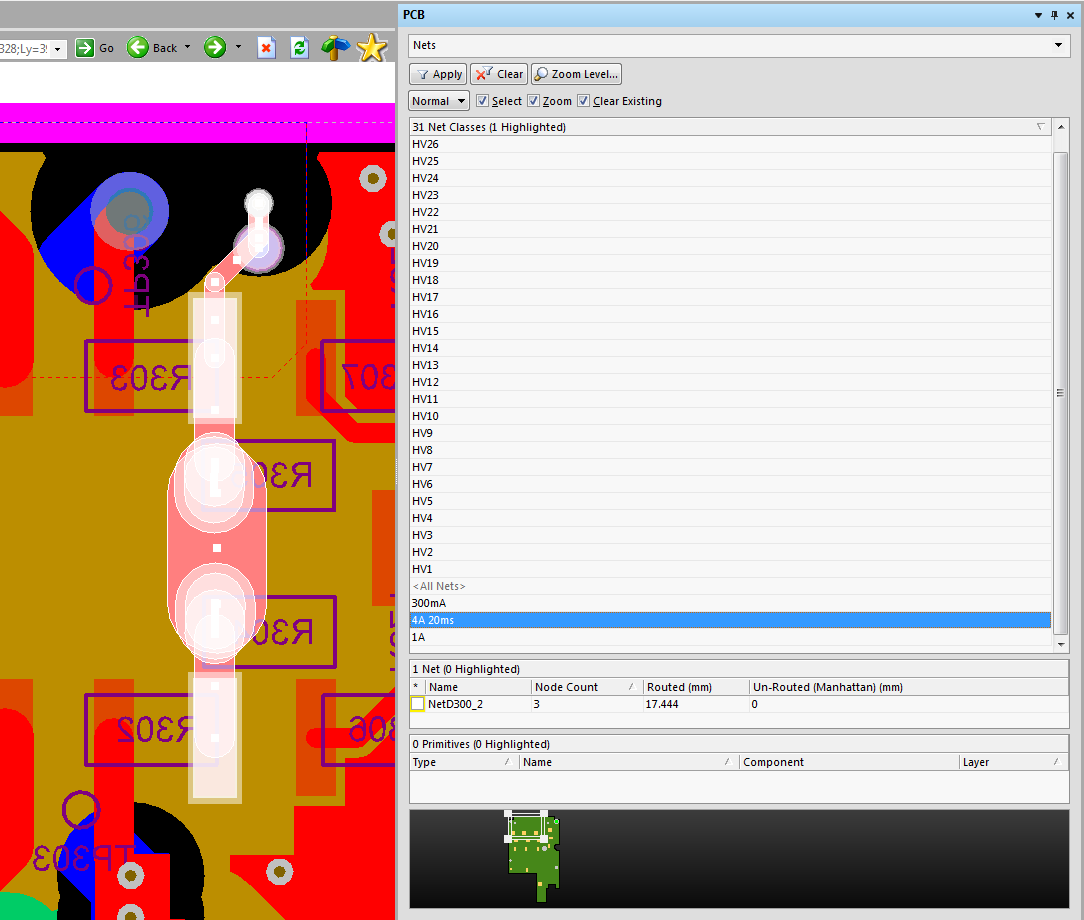 PCB
328;Ly=39
Go
Back
Nets
Apply
Clear
Zoom Level...
Normal
Select
Zoom
Clear Existing
31 Net Classes (1 Highlighted)
HV26
HV25
HV24
HV23
HV22
HV21
HV20
HV19
HV18
HV17
HV16
HV15
HV14
HV13
HV12
HV11
HV10
HV9
HV8
HV7
HV6
HV5
HV4
HV3
HV2
HV1
<All Nets>
300mA
4A 20ms
1A
1 Net (0 Highlighted)
* Name Node Count Routed (mm) Un-Routed (Manhattan) (mm)
NetD300_2 3 17.444 0
0 Primitives (0 Highlighted)
Type Name Component Layer
R303
307
R30
R30
R302
306
TP303